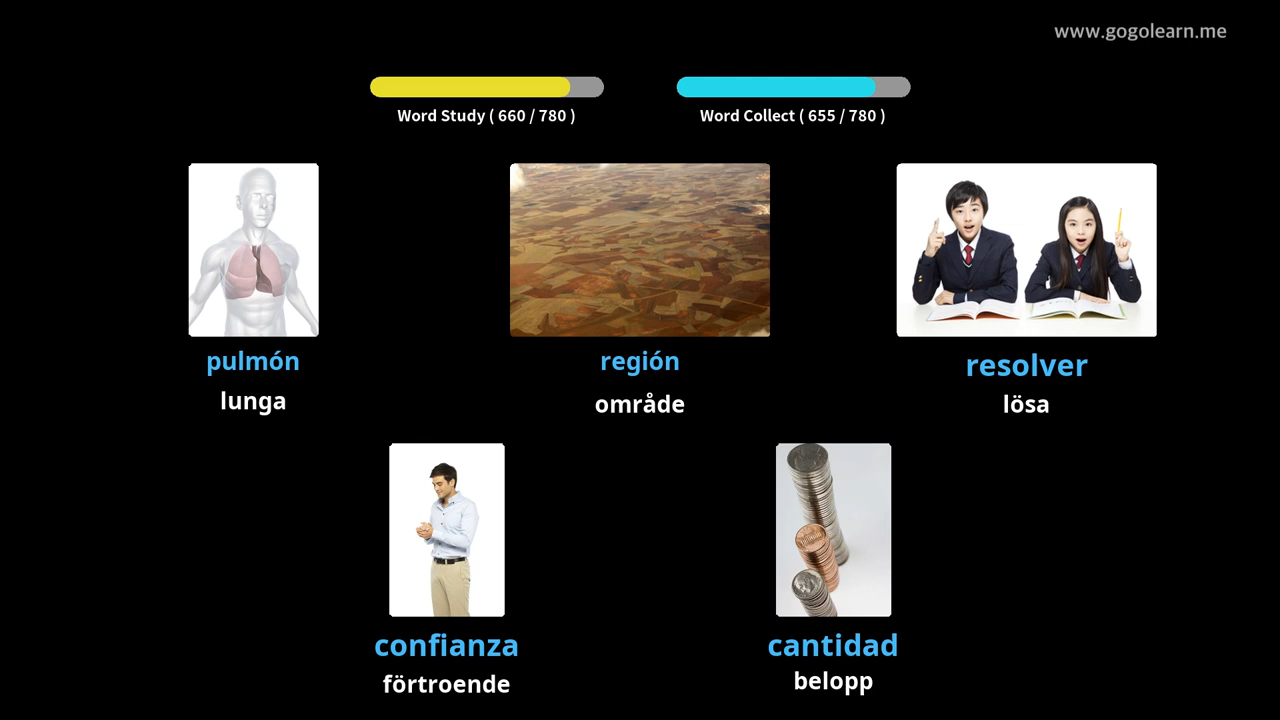 www.gogolearn.me
Word Study ( 660 / 780 )
Word Collect ( 655 / 780 )
pulmón
lunga
región
område
resolver
lösa
confianza
förtroende
cantidad
belopp